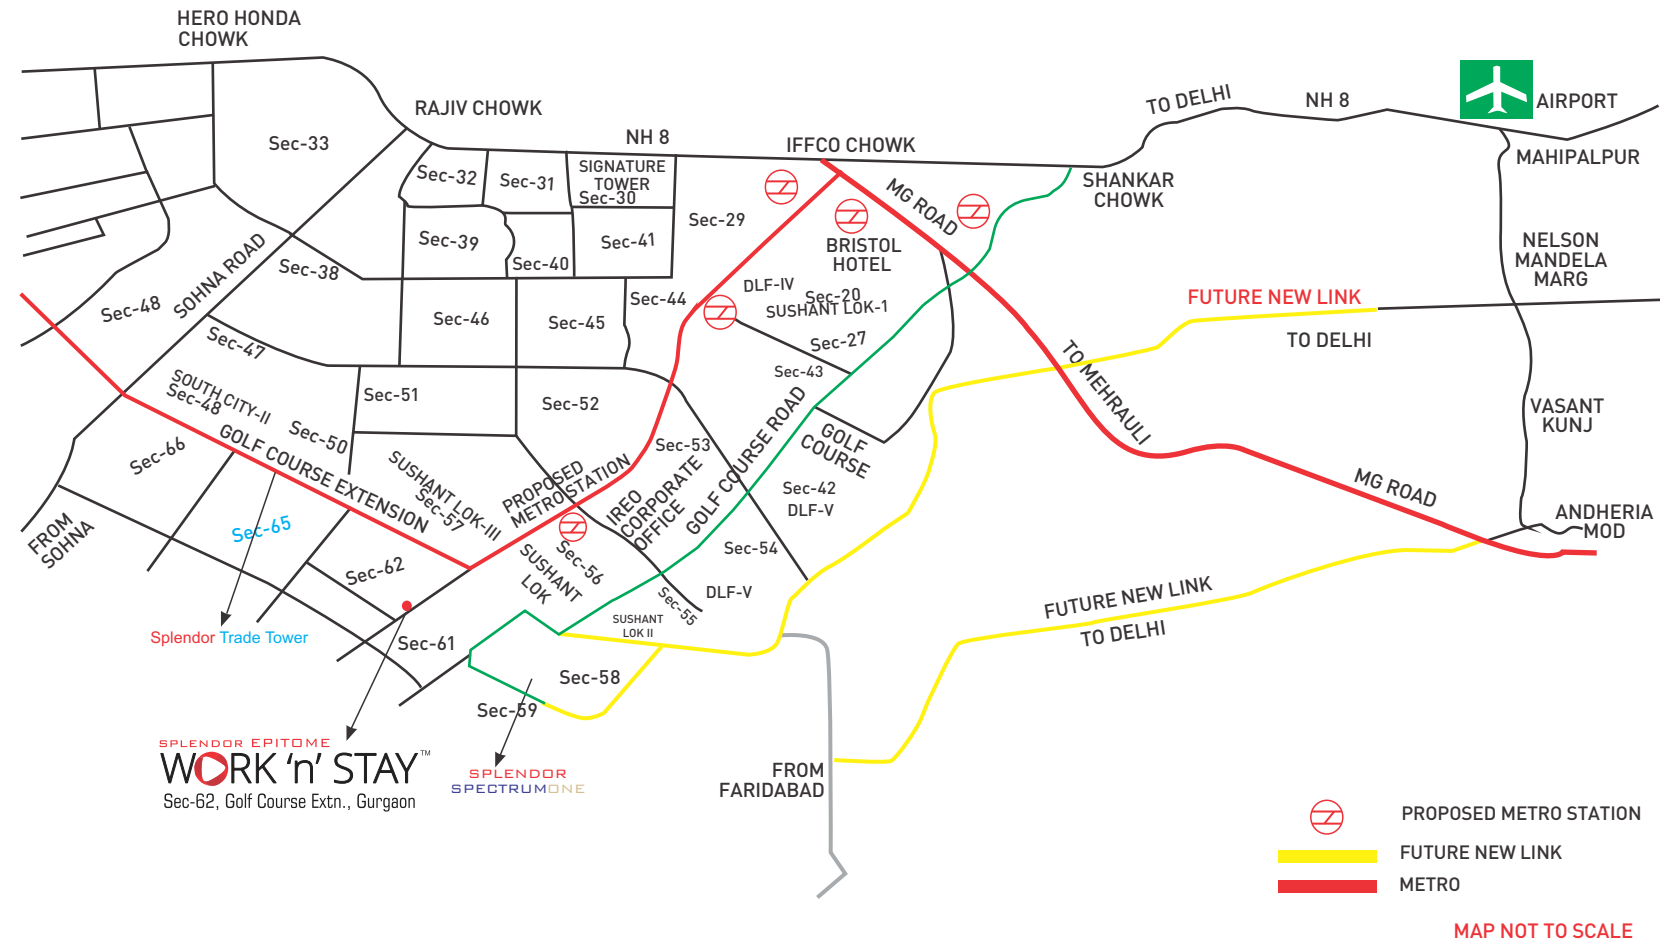 HERO HONDA
CHOWK
RAJIV CHOWK
NH 8
IFFCO CHOWK
TO DELHI
NH 8
AIRPORT
MAHIPALPUR
SHANKAR
CHOWK
MG ROAD
Sec-33
Sec-32
Sec-31
SIGNATURE
TOWER
Sec-30
Sec-29
Sec-39
Sec-40
Sec-41
BRISTOL
HOTEL
NELSON
MANDELA
MARG
SOHNA ROAD
Sec-38
Sec-48
Sec-46
Sec-45
Sec-44
DLF-IV
Sec-20
SUSHANT LOK-1
Sec-27
Sec-43
FUTURE NEW LINK
TO DELHI
TO MEHRAULI
Sec-47
SOUTH CITY-II
Sec-48
Sec-51
Sec-52
Sec-50
Sec-66
GOLF COURSE EXTENSION
SUSHANT LOK-III
Sec-57
PROPOSED
METRO STATION
Sec-53
IREO
CORPORATE
OFFICE
GOLF COURSE ROAD
GOLF
COURSE
Sec-42
DLF-V
VASANT
KUNJ
MG ROAD
ANDHERIA
MOD
FROM
SOHNA
Sec-65
Sec-62
Sec-56
SUSHANT
LOK
Sec-54
DLF-V
Sec-55
SUSHANT
LOK II
FUTURE NEW LINK
TO DELHI
Splendor Trade Tower
Sec-61
Sec-58
Sec-59
SPLENDOR EPITOME
WORK 'n' STAY™
Sec-62, Golf Course Extn., Gurgaon
SPLENDOR
SPECTRUMONE
FROM
FARIDABAD
PROPOSED METRO STATION
FUTURE NEW LINK
METRO
MAP NOT TO SCALE